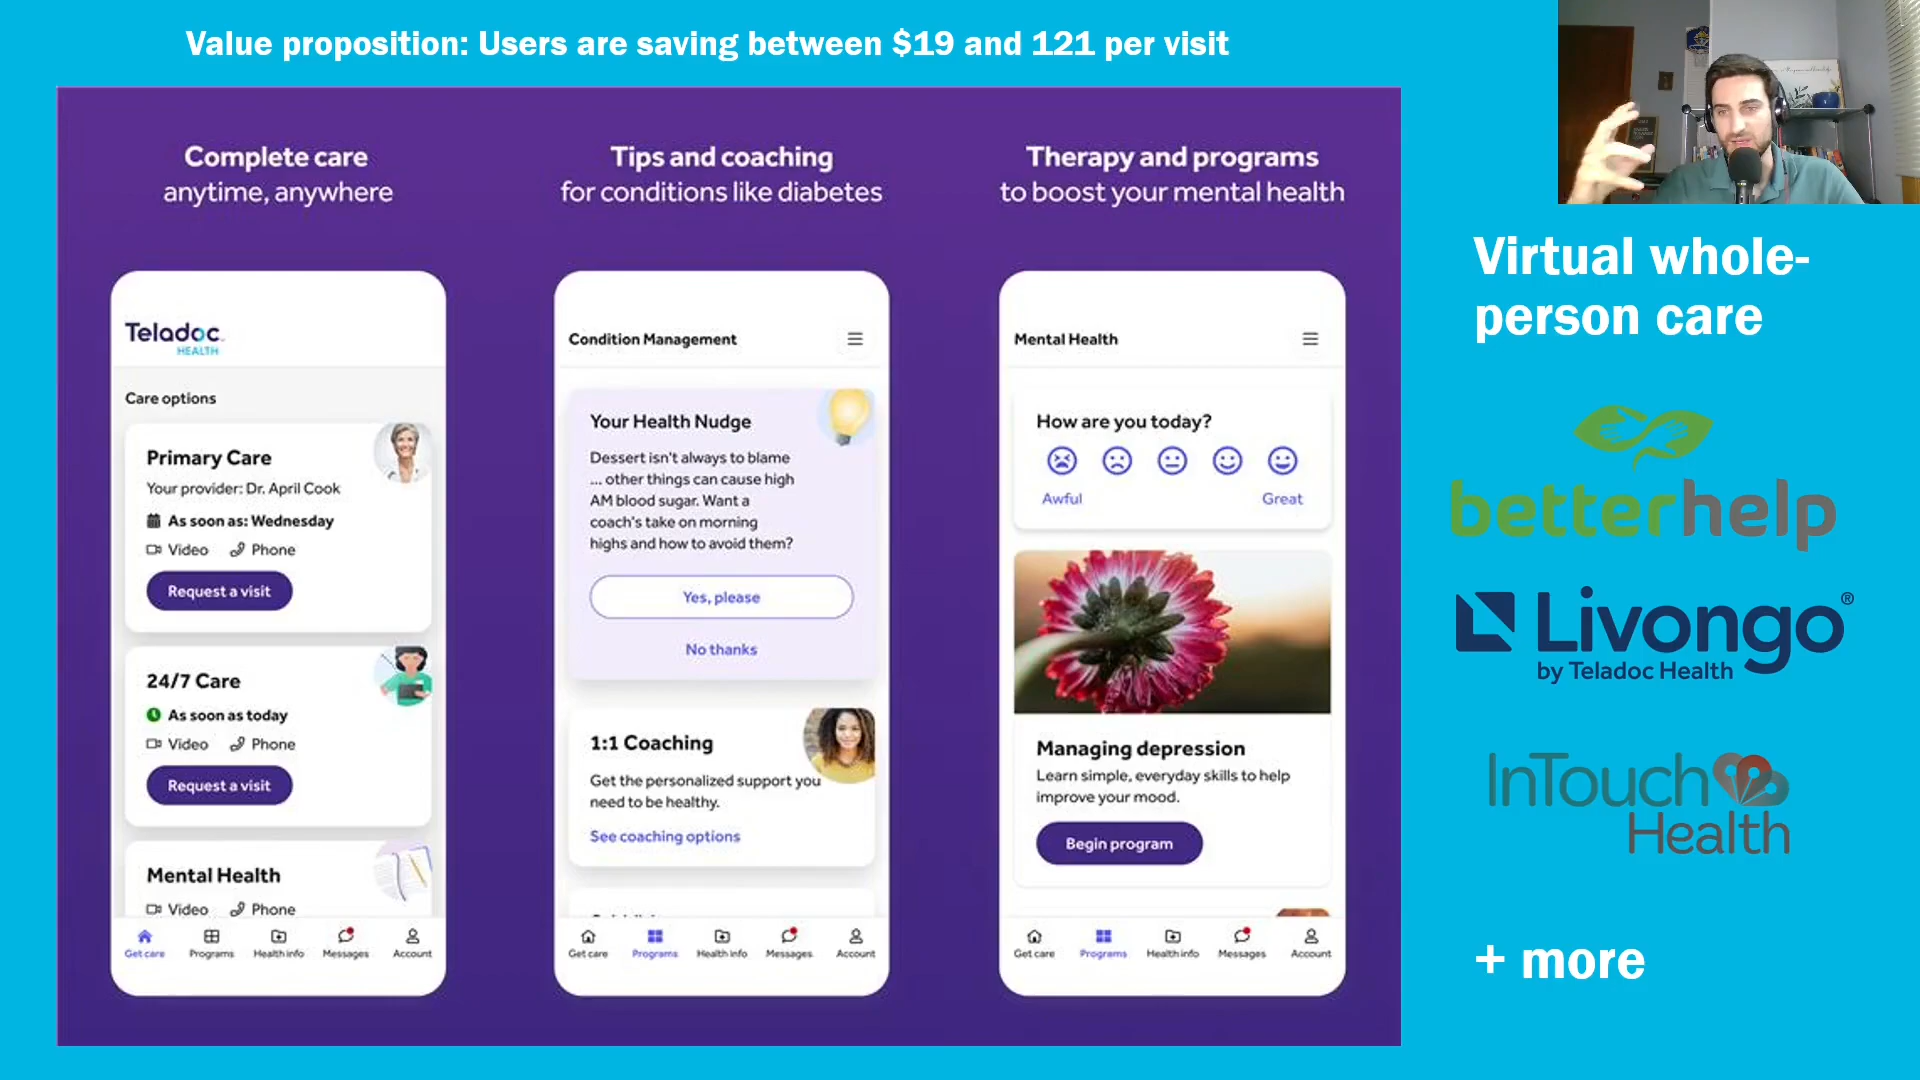 Value proposition: Users are saving between $19 and 121 per visit
Complete care
anytime, anywhere
Teladoc
HEALTH
Care options
Primary Care
Your provider: Dr. April Cook
As soon as: Wednesday
Video Phone
Request a visit
24/7 Care
As soon as today
Video Phone
Request a visit
Mental Health
Video Phone
Get care Programs Health info Messages Account
Tips and coaching
for conditions like diabetes
Condition Management
Your Health Nudge
Dessert isn't always to blame
... other things can cause high
AM blood sugar. Want a
coach's take on morning
highs and how to avoid them?
Yes, please
No thanks
1:1 Coaching
Get the personalized support you
need to be healthy.
See coaching options
Get care Programs Health info Messages Account
Therapy and programs
to boost your mental health
Mental Health
How are you today?
Awful Great
Managing depression
Learn simple, everyday skills to help
improve your mood.
Begin program
Get care Programs Health info Messages Account
Virtual whole-
person care
betterhelp
Livongo®
by Teladoc Health
InTouch
Health
+ more